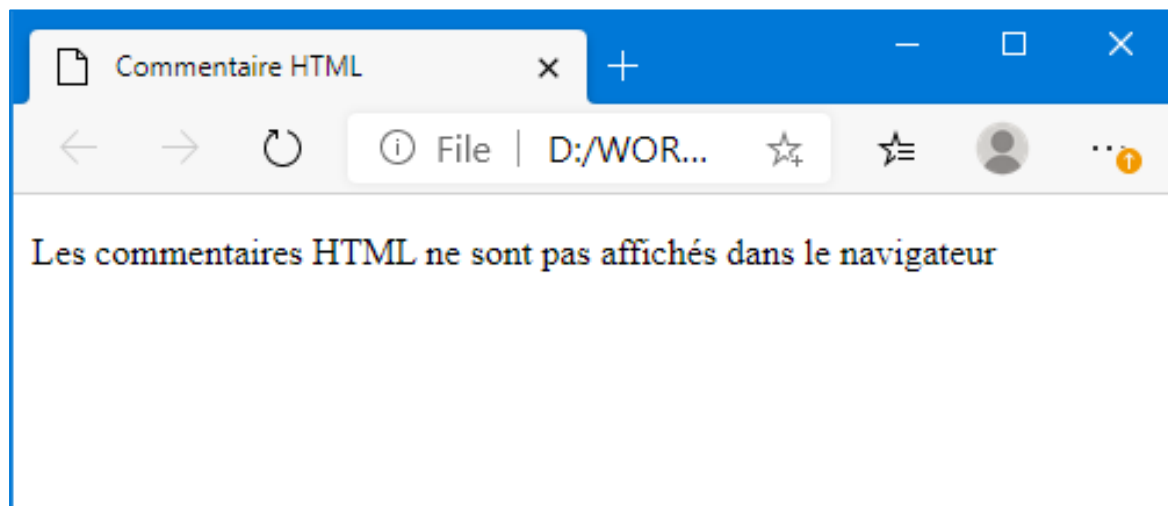 Commentaire HTML
File | D:/WOR...
Les commentaires HTML ne sont pas affichés dans le navigateur